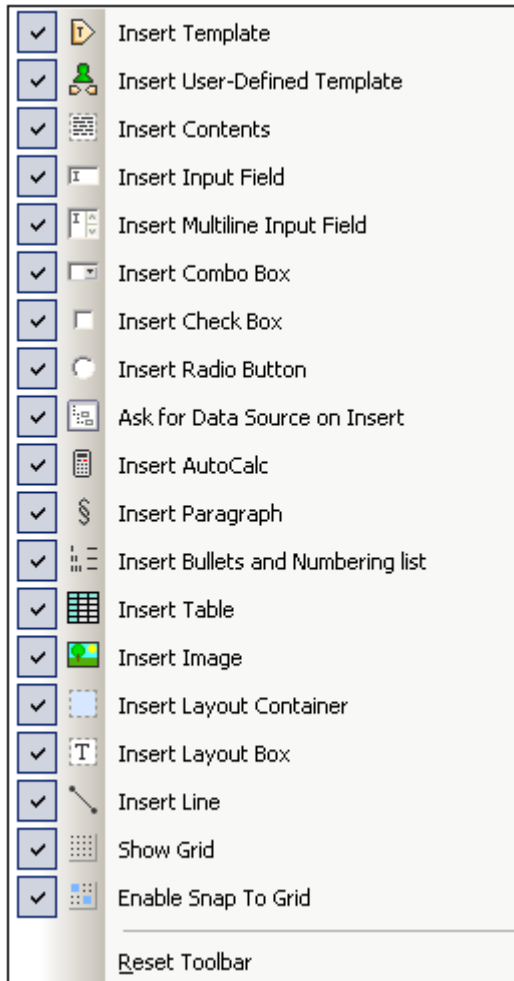 Insert Template
Insert User-Defined Template
Insert Contents
Insert Input Field
Insert Multiline Input Field
Insert Combo Box
Insert Check Box
Insert Radio Button
Ask for Data Source on Insert
Insert AutoCalc
Insert Paragraph
Insert Bullets and Numbering list
Insert Table
Insert Image
Insert Layout Container
Insert Layout Box
Insert Line
Show Grid
Enable Snap To Grid
Reset Toolbar